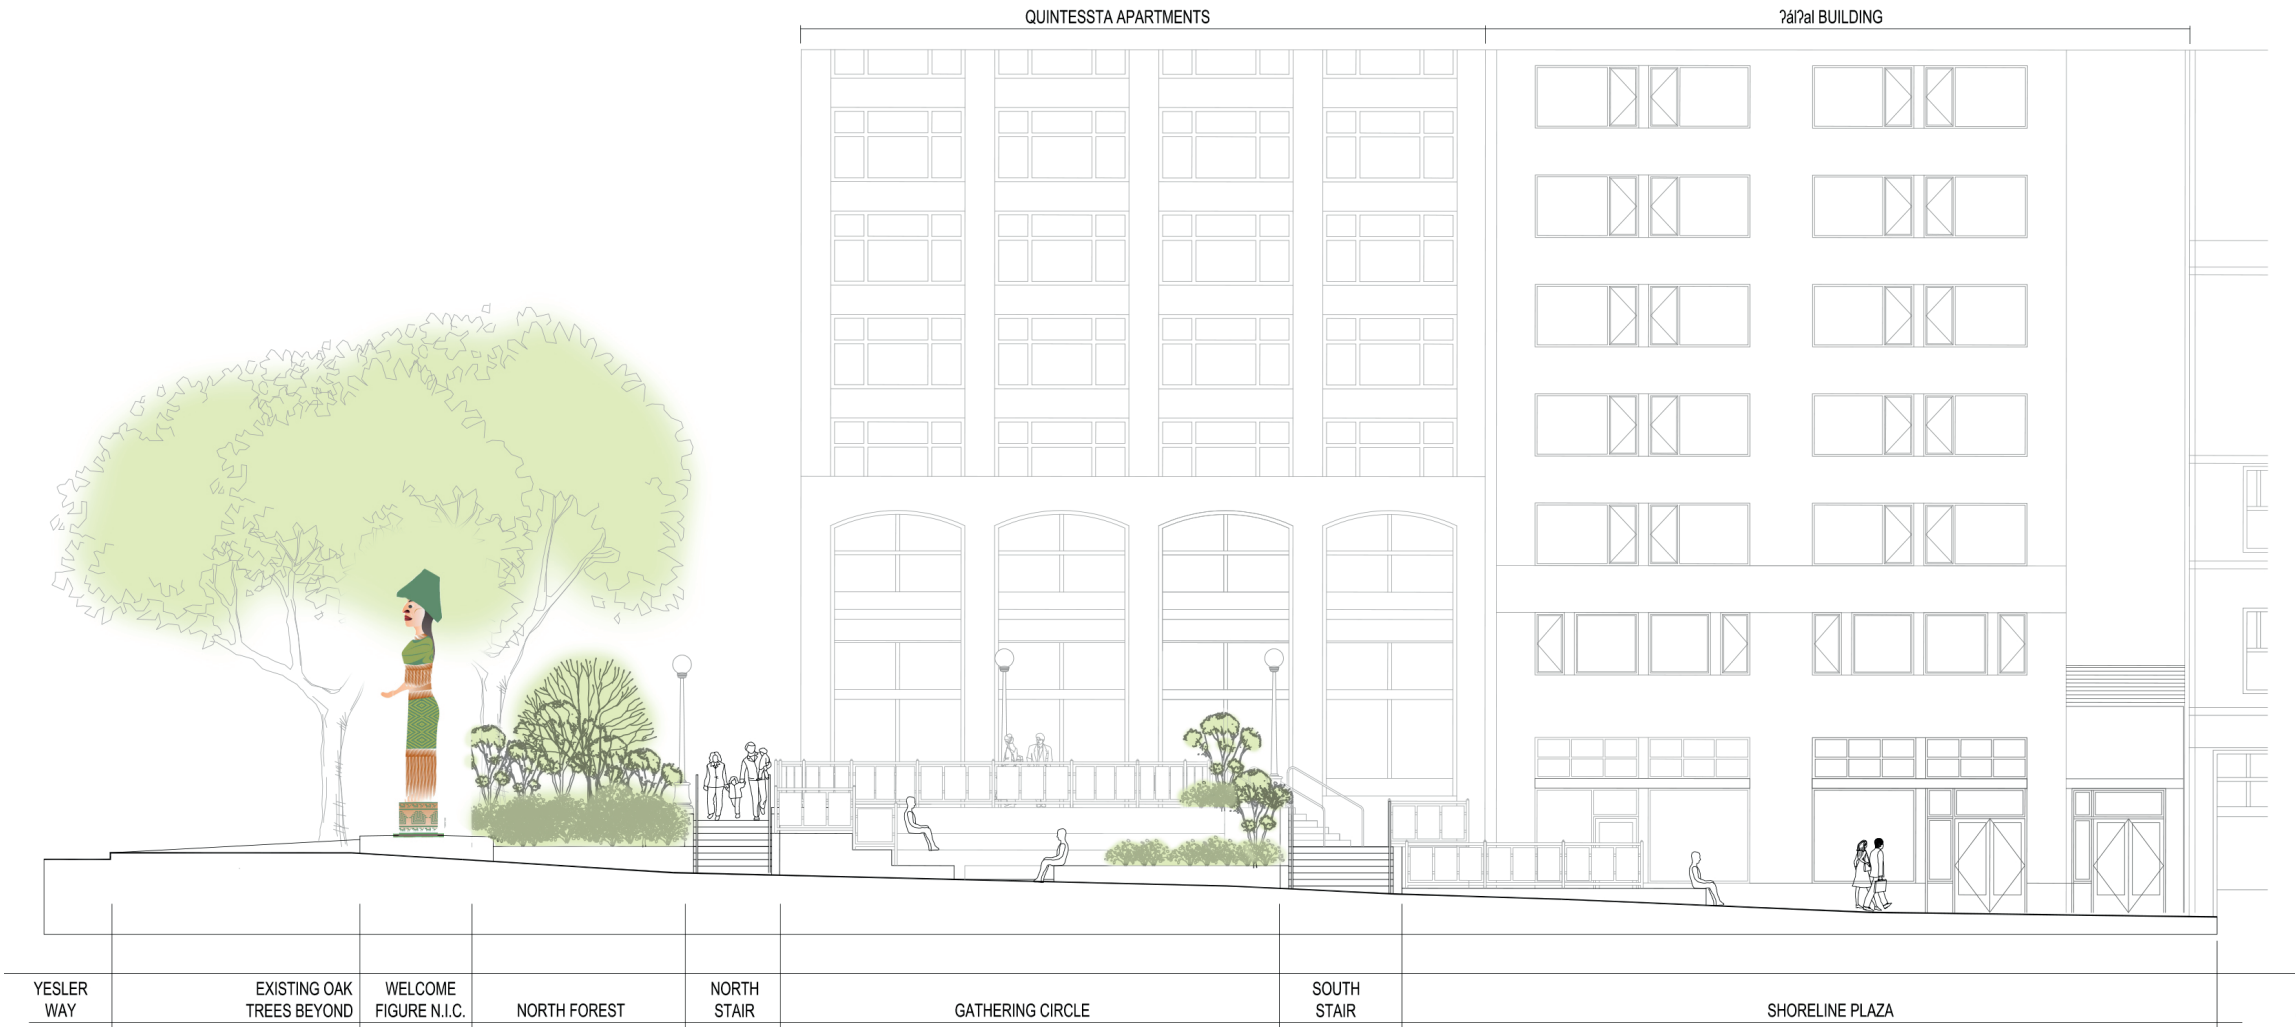 QUINTESSTA APARTMENTS
ʔálʔal BUILDING
YESLER
WAY
EXISTING OAK
TREES BEYOND
WELCOME
FIGURE N.I.C.
NORTH FOREST
NORTH
STAIR
GATHERING CIRCLE
SOUTH
STAIR
SHORELINE PLAZA